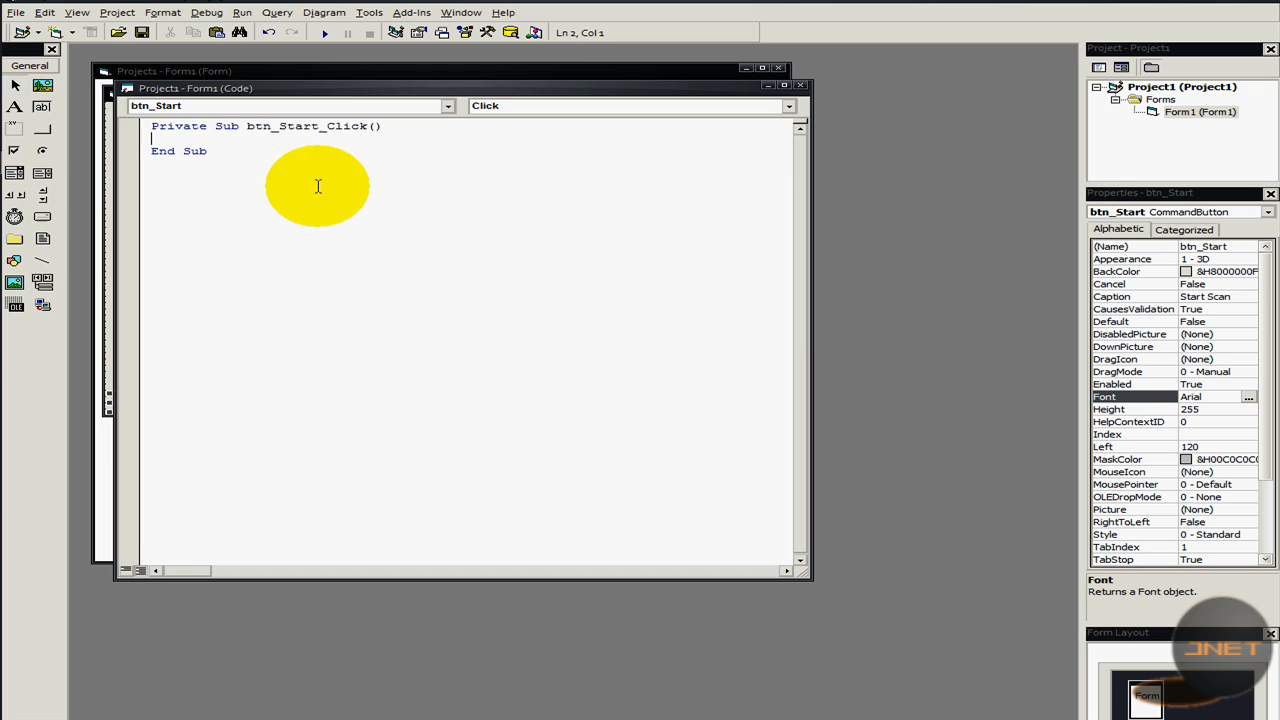 File Edit View Project Format Debug Run Query Diagram Tools Add-Ins Window Help
Ln 2, Col 1
General
Project1 - Form1 (Form)
Project1 - Form1 (Code)
btn_Start Click
Private Sub btn_Start_Click()
End Sub
Project - Project1
Project1 (Project1)
Forms
Form1 (Form1)
Properties - btn_Start
btn_Start CommandButton
Alphabetic Categorized
(Name) btn_Start
Appearance 1 - 3D
BackColor &H8000000F
Cancel False
Caption Start Scan
CausesValidation True
Default False
DisabledPicture (None)
DownPicture (None)
DragIcon (None)
DragMode 0 - Manual
Enabled True
Font Arial ...
Height 255
HelpContextID 0
Index
Left 120
MaskColor &H00C0C0C0
MouseIcon (None)
MousePointer 0 - Default
OLEDropMode 0 - None
Picture (None)
RightToLeft False
Style 0 - Standard
TabIndex 1
TabStop True
Font
Returns a Font object.
Form Layout
JNET
Form
A
ab|
OLE